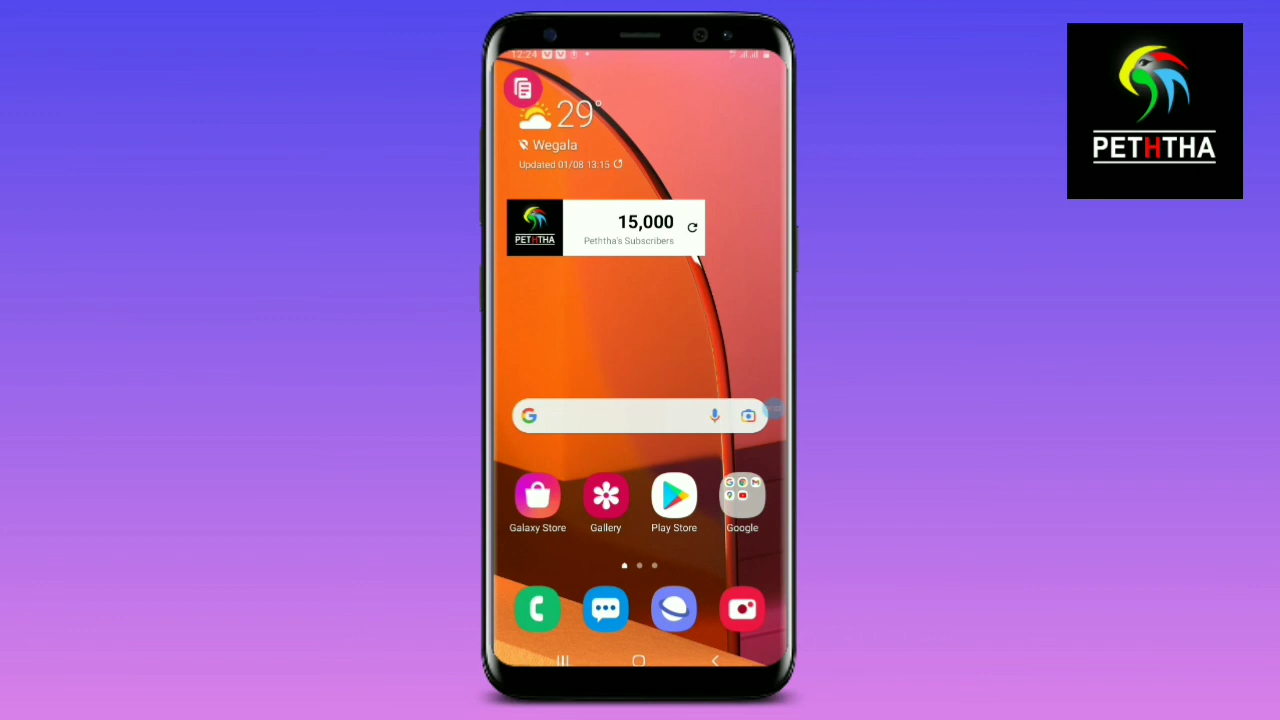 12:24
29°
Wegala
Updated 01/08 13:15
PETHTHA
15,000
Peththa's Subscribers
PETHTHA
Galaxy Store
Gallery
Play Store
Google